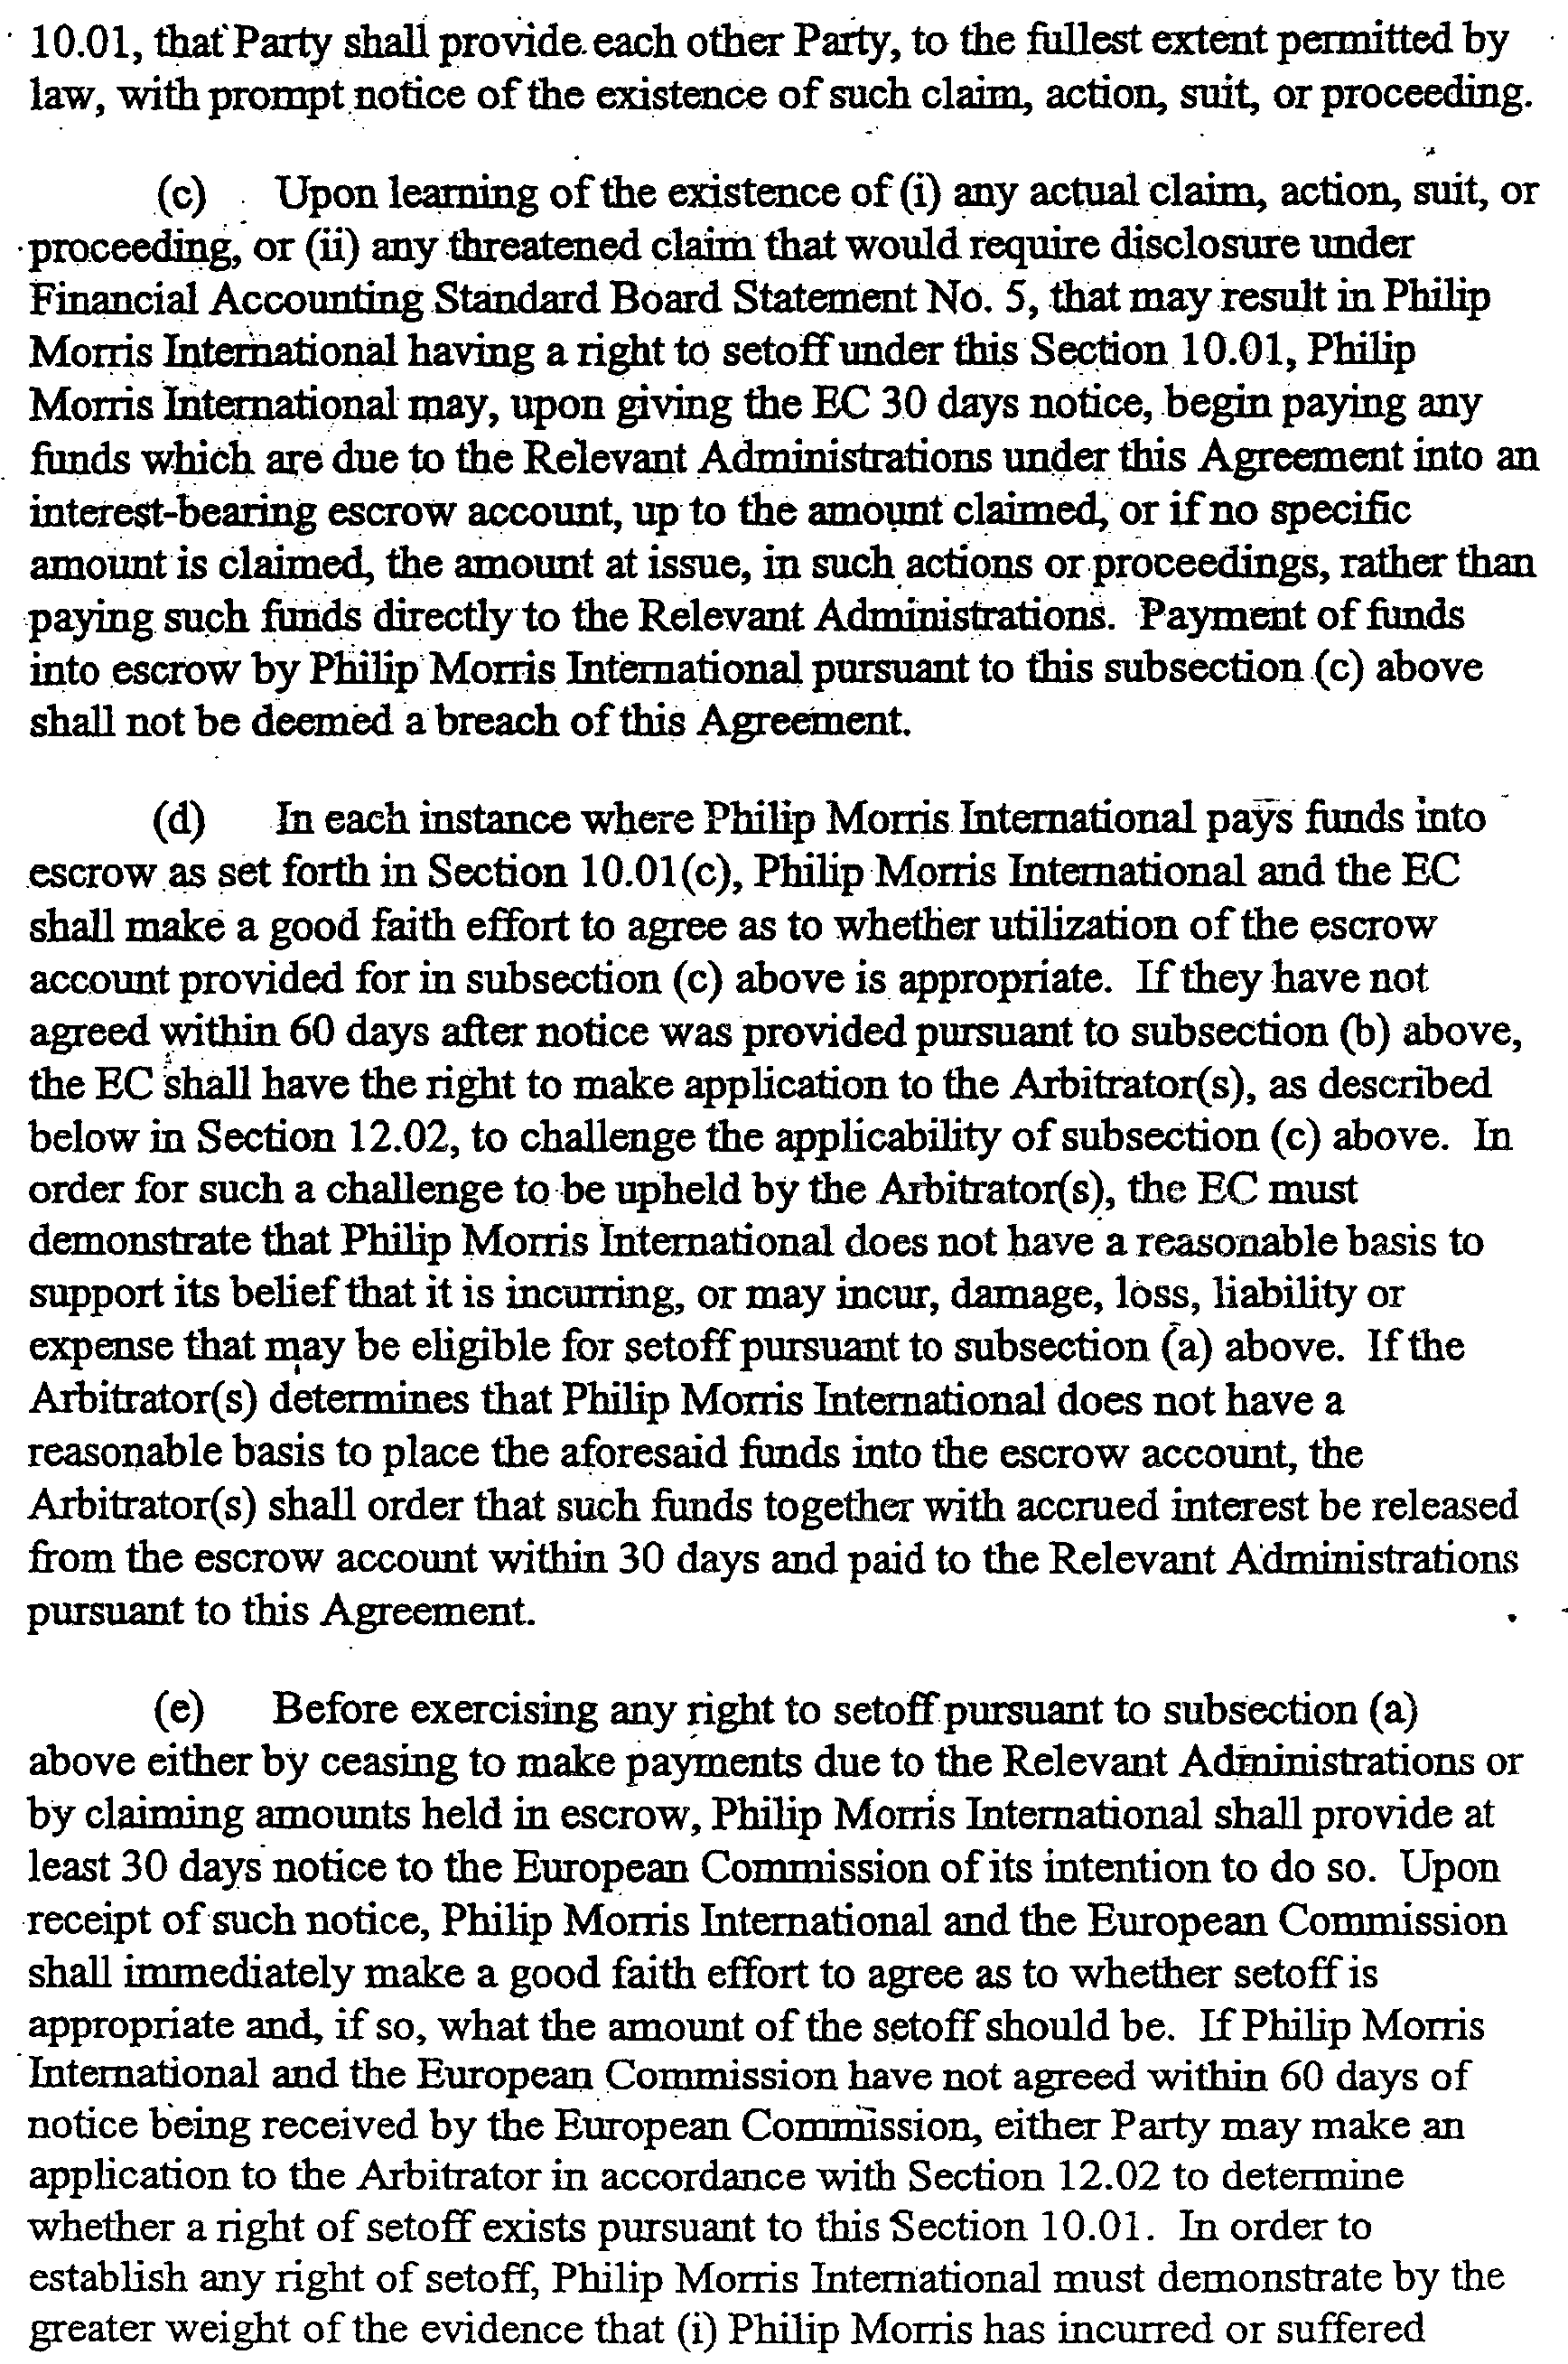 10.01, that Party shall provide each other Party, to the fullest extent permitted by
law, with prompt notice of the existence of such claim, action, suit, or proceeding.
(c) Upon learning of the existence of (i) any actual claim, action, suit, or
proceeding, or (ii) any threatened claim that would require disclosure under
Financial Accounting Standard Board Statement No. 5, that may result in Philip
Morris International having a right to setoff under this Section 10.01, Philip
Morris International may, upon giving the EC 30 days notice, begin paying any
funds which are due to the Relevant Administrations under this Agreement into an
interest-bearing escrow account, up to the amount claimed, or if no specific
amount is claimed, the amount at issue, in such actions or proceedings, rather than
paying such funds directly to the Relevant Administrations. Payment of funds
into escrow by Philip Morris International pursuant to this subsection (c) above
shall not be deemed a breach of this Agreement.
(d) In each instance where Philip Morris International pays funds into
escrow as set forth in Section 10.01(c), Philip Morris International and the EC
shall make a good faith effort to agree as to whether utilization of the escrow
account provided for in subsection (c) above is appropriate. If they have not
agreed within 60 days after notice was provided pursuant to subsection (b) above,
the EC shall have the right to make application to the Arbitrator(s), as described
below in Section 12.02, to challenge the applicability of subsection (c) above. In
order for such a challenge to be upheld by the Arbitrator(s), the EC must
demonstrate that Philip Morris International does not have a reasonable basis to
support its belief that it is incurring, or may incur, damage, loss, liability or
expense that may be eligible for setoff pursuant to subsection (a) above. If the
Arbitrator(s) determines that Philip Morris International does not have a
reasonable basis to place the aforesaid funds into the escrow account, the
Arbitrator(s) shall order that such funds together with accrued interest be released
from the escrow account within 30 days and paid to the Relevant Administrations
pursuant to this Agreement.
(e) Before exercising any right to setoff pursuant to subsection (a)
above either by ceasing to make payments due to the Relevant Administrations or
by claiming amounts held in escrow, Philip Morris International shall provide at
least 30 days notice to the European Commission of its intention to do so. Upon
receipt of such notice, Philip Morris International and the European Commission
shall immediately make a good faith effort to agree as to whether setoff is
appropriate and, if so, what the amount of the setoff should be. If Philip Morris
International and the European Commission have not agreed within 60 days of
notice being received by the European Commission, either Party may make an
application to the Arbitrator in accordance with Section 12.02 to determine
whether a right of setoff exists pursuant to this Section 10.01. In order to
establish any right of setoff, Philip Morris International must demonstrate by the
greater weight of the evidence that (i) Philip Morris has incurred or suffered